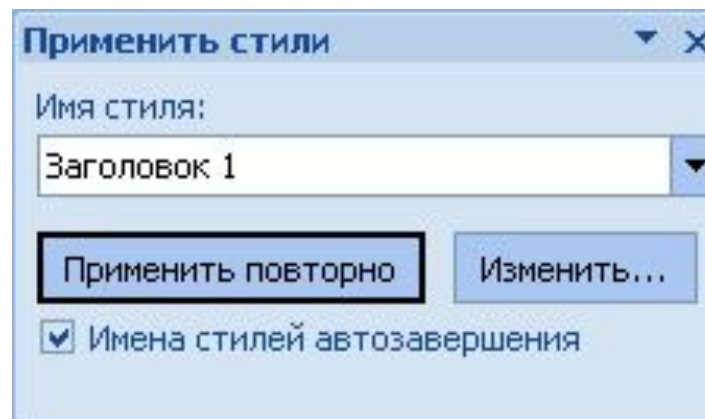 Применить стили
Имя стиля:
Заголовок 1
Применить повторно Изменить...
Имена стилей автозавершения